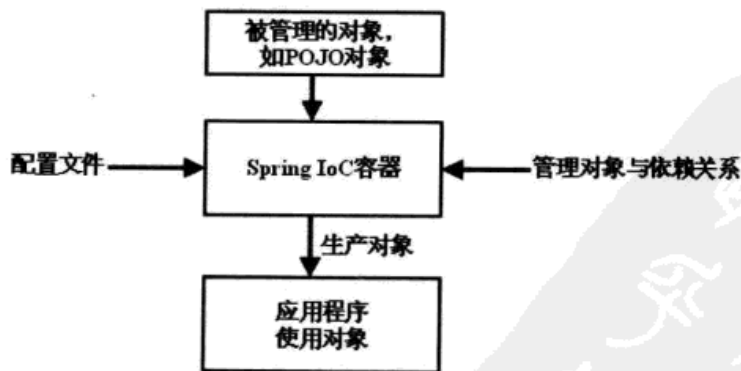 被管理的对象，
如POJO对象
配置文件
Spring IoC容器
管理对象与依赖关系
生产对象
应用程序
使用对象